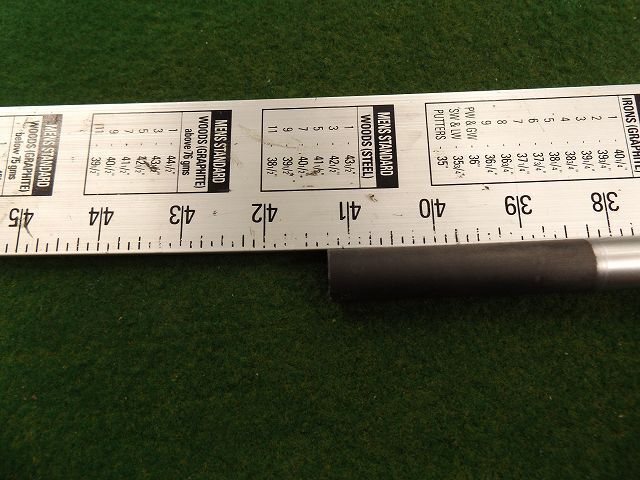 IRONS (GRAPHITE)
1 40¼"
2 39¾"
3 39¼"
4 38¾"
5 38¼"
6 37¾"
7 37¼"
8 36¾"
9 36¼"
PW & GW 36"
SW & LW 35¾"
PUTTERS 35"
MEN'S STANDARD
WOODS (STEEL)
1 43½"
3 42½"
5 41½"
7 40½"
9 39½"
11 38½"
MEN'S STANDARD
WOODS (GRAPHITE)
above 76 gms
1 44½"
3 43½"
5 42½"
7 41½"
9 40½"
11 39½"
MEN'S STANDARD
WOODS (GRAPHITE)
below 75 gms
38 39 40 41 42 43 44 45